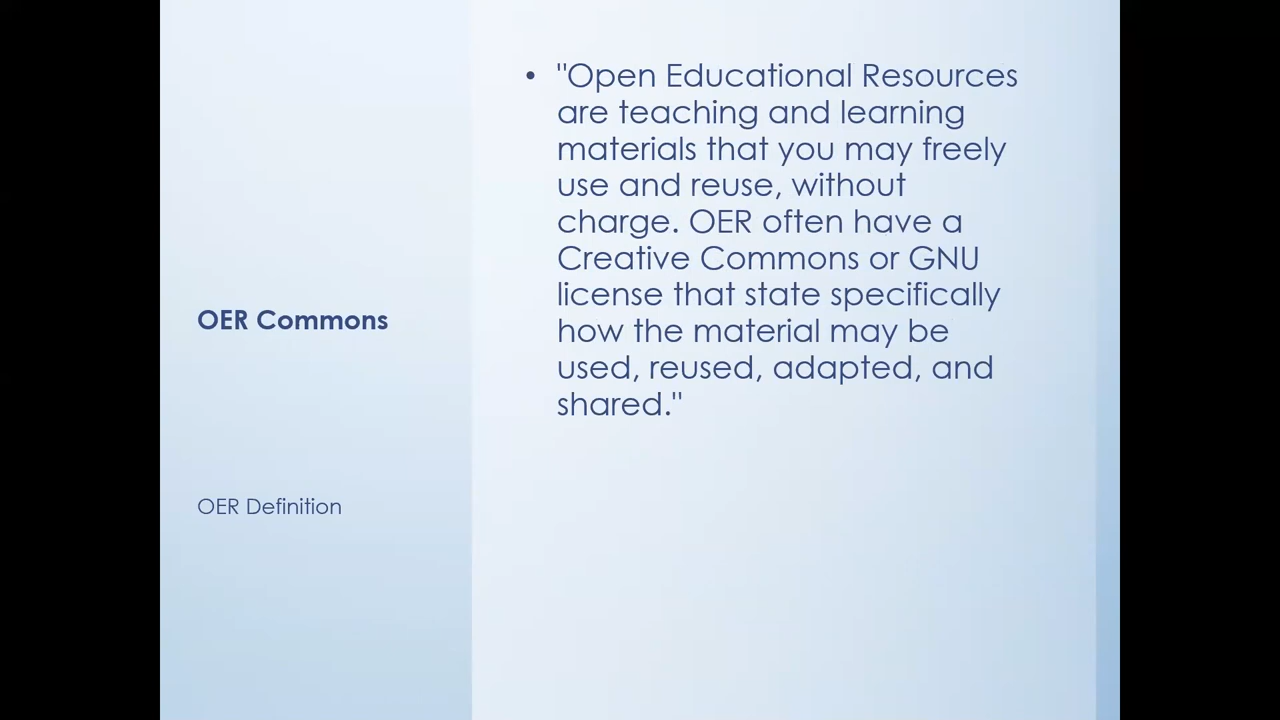 OER Commons
OER Definition
• "Open Educational Resources
are teaching and learning
materials that you may freely
use and reuse, without
charge. OER often have a
Creative Commons or GNU
license that state specifically
how the material may be
used, reused, adapted, and
shared."